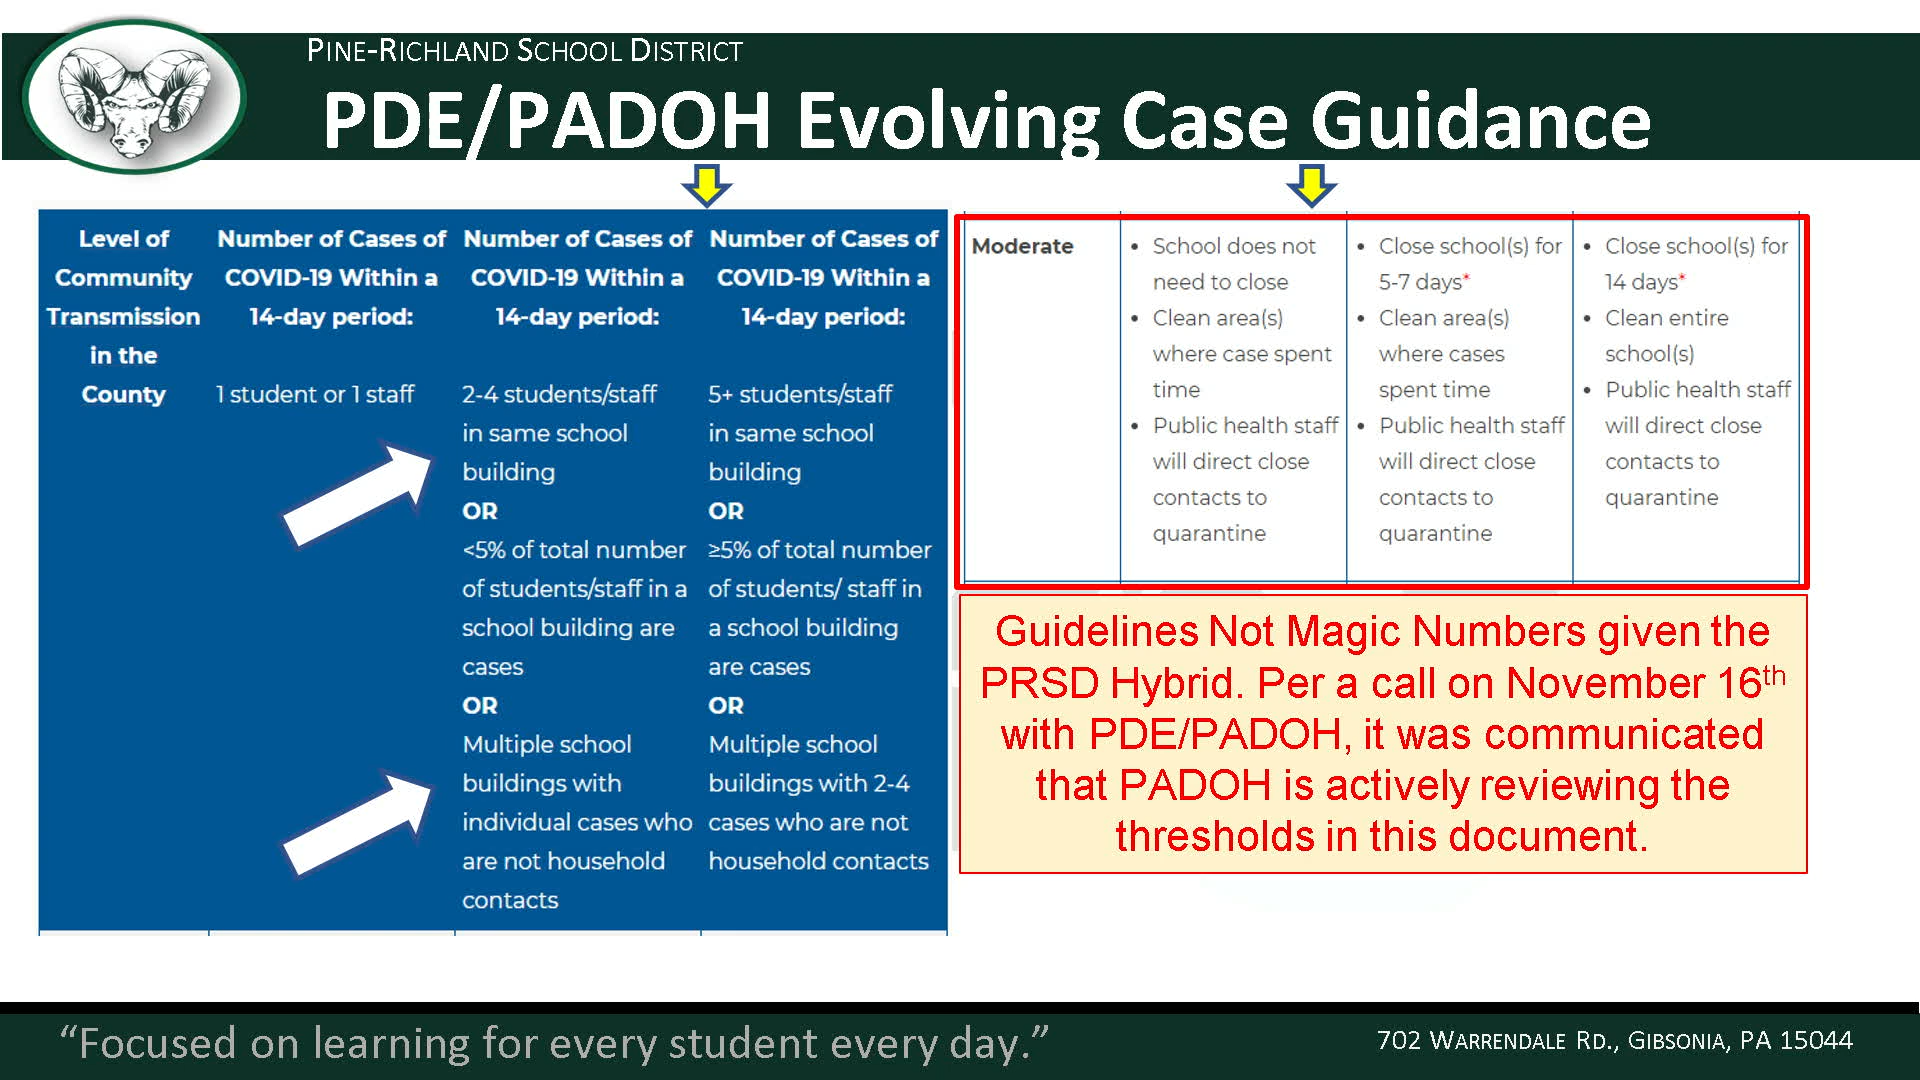 PINE-RICHLAND SCHOOL DISTRICT
PDE/PADOH Evolving Case Guidance
Level of
Community
Transmission
in the
County
Number of Cases of
COVID-19 Within a
14-day period:
1 student or 1 staff
Number of Cases of
COVID-19 Within a
14-day period:
2-4 students/staff
in same school
building
OR
<5% of total number
of students/staff in a
school building are
cases
OR
Multiple school
buildings with
individual cases who
are not household
contacts
Number of Cases of
COVID-19 Within a
14-day period:
5+ students/staff
in same school
building
OR
≥5% of total number
of students/ staff in
a school building
are cases
OR
Multiple school
buildings with 2-4
cases who are not
household contacts
Moderate
• School does not
need to close
• Clean area(s)
where case spent
time
• Public health staff
will direct close
contacts to
quarantine
• Close school(s) for
5-7 days*
• Clean area(s)
where cases
spent time
• Public health staff
will direct close
contacts to
quarantine
• Close school(s) for
14 days*
• Clean entire
school(s)
• Public health staff
will direct close
contacts to
quarantine
Guidelines Not Magic Numbers given the
PRSD Hybrid. Per a call on November 16th
with PDE/PADOH, it was communicated
that PADOH is actively reviewing the
thresholds in this document.
“Focused on learning for every student every day.”
702 WARRENDALE RD., GIBSONIA, PA 15044